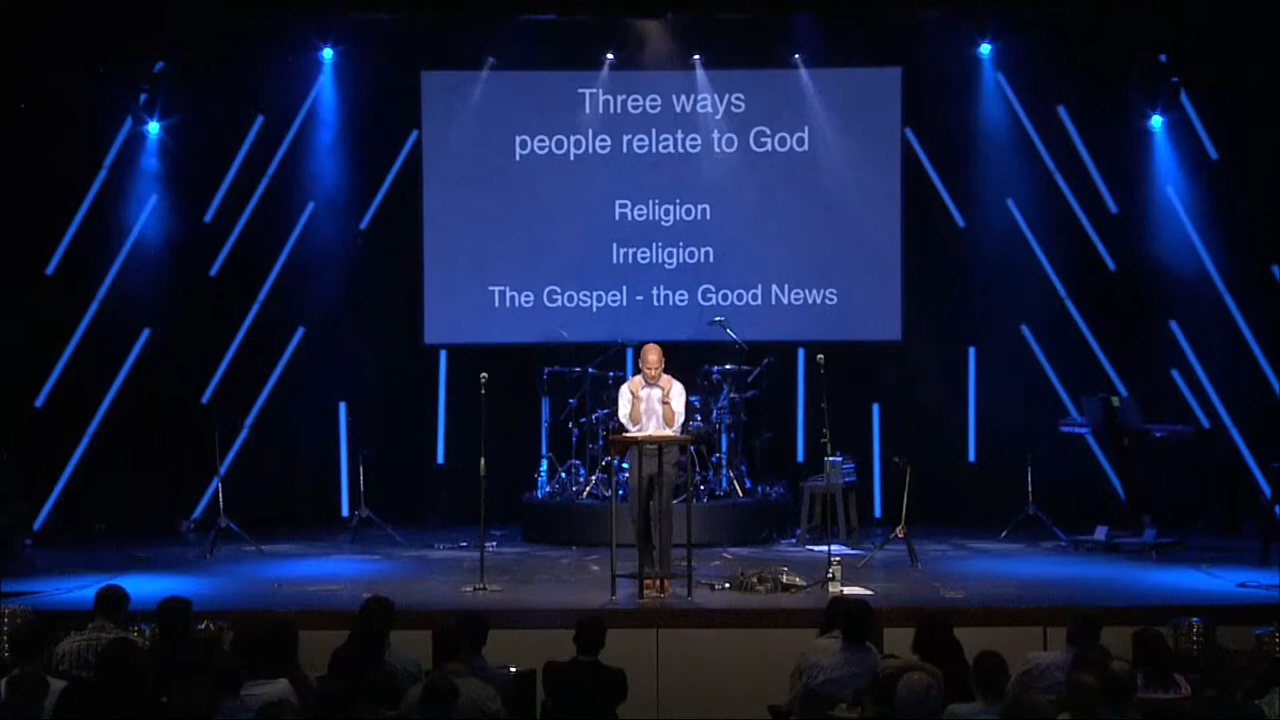 Three ways
people relate to God
Religion
Irreligion
The Gospel - the Good News